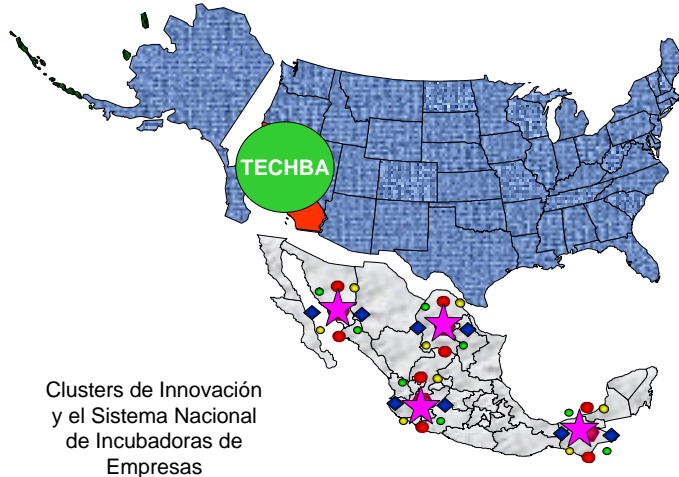 TECHBA
Clusters de Innovación
y el Sistema Nacional
de Incubadoras de
Empresas